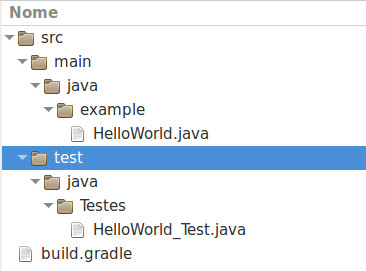 Nome
src
main
java
example
HelloWorld.java
test
java
Testes
HelloWorld_Test.java
build.gradle